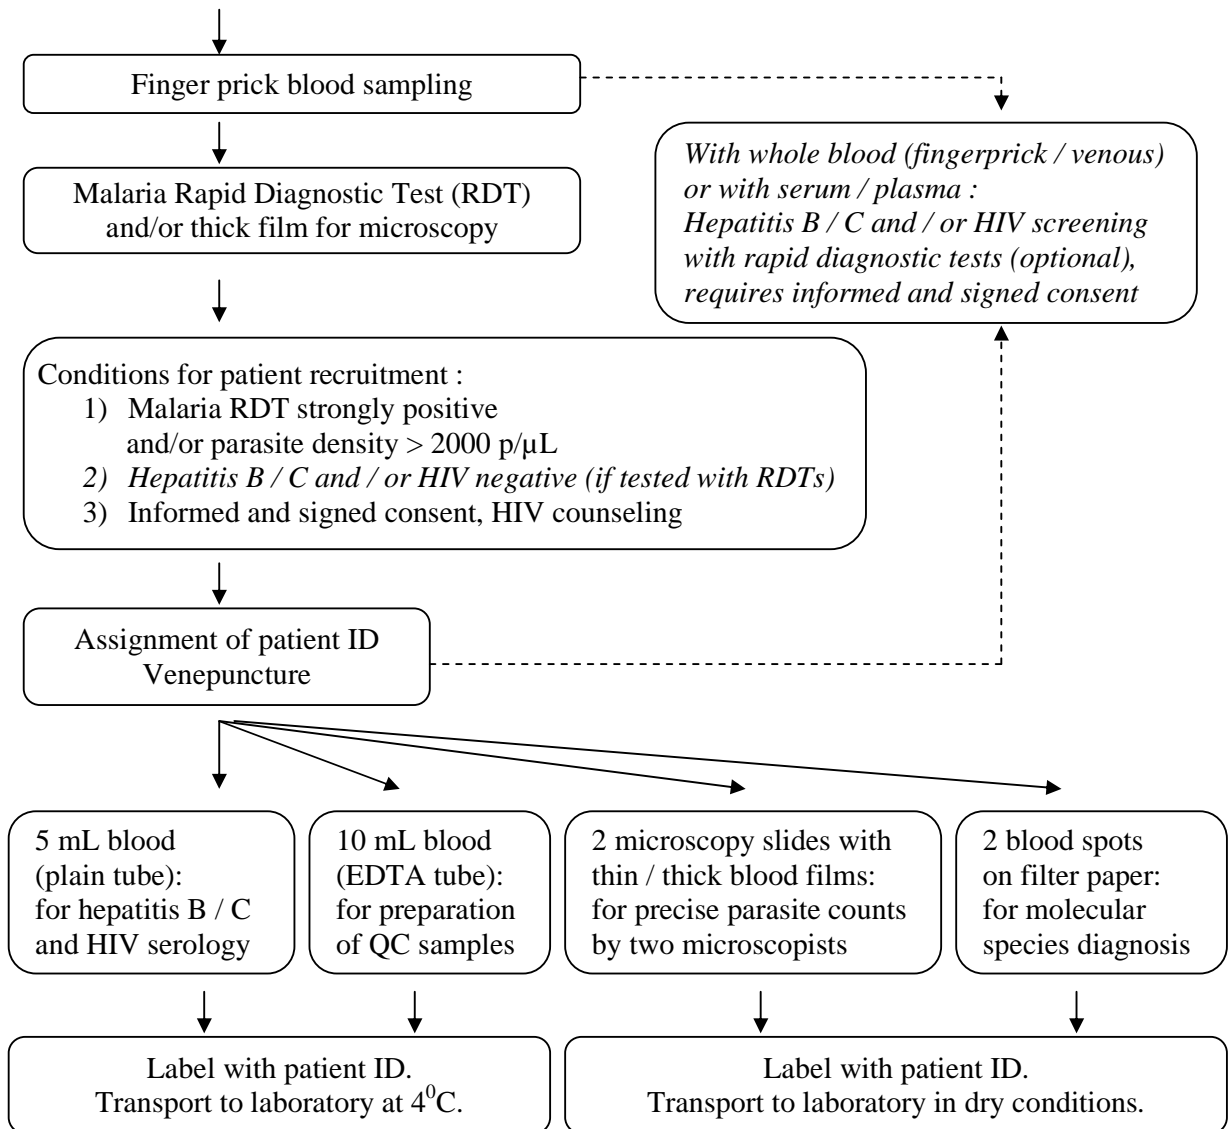 Finger prick blood sampling
With whole blood (fingerprick / venous)
or with serum / plasma :
Hepatitis B / C and / or HIV screening
with rapid diagnostic tests (optional),
requires informed and signed consent
Malaria Rapid Diagnostic Test (RDT)
and/or thick film for microscopy
Conditions for patient recruitment :
1) Malaria RDT strongly positive
and/or parasite density > 2000 p/µL
2) Hepatitis B / C and / or HIV negative (if tested with RDTs)
3) Informed and signed consent, HIV counseling
Assignment of patient ID
Venepuncture
5 mL blood
(plain tube):
for hepatitis B / C
and HIV serology
10 mL blood
(EDTA tube):
for preparation
of QC samples
2 microscopy slides with
thin / thick blood films:
for precise parasite counts
by two microscopists
2 blood spots
on filter paper:
for molecular
species diagnosis
Label with patient ID.
Transport to laboratory at 4⁰C.
Label with patient ID.
Transport to laboratory in dry conditions.